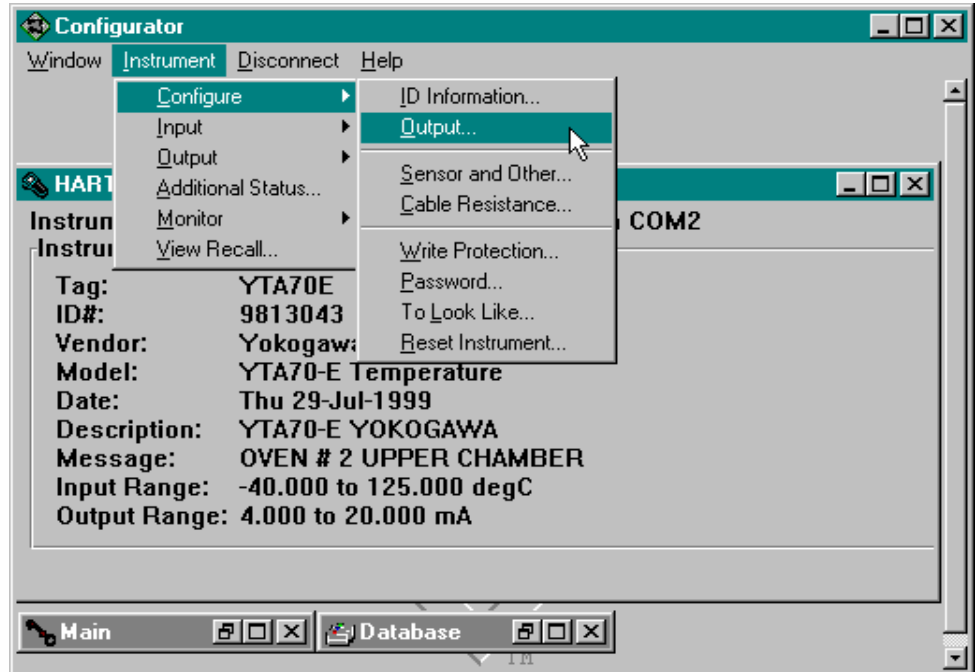 Configurator
Window Instrument Disconnect Help
Configure
Input
Output
Additional Status...
Monitor
View Recall...
ID Information...
Output...
Sensor and Other...
Cable Resistance...
Write Protection...
Password...
To Look Like...
Reset Instrument...
HART
COM2
Tag: YTA70E
ID#: 9813043
Vendor: Yokogawa
Model: YTA70-E Temperature
Date: Thu 29-Jul-1999
Description: YTA70-E YOKOGAWA
Message: OVEN # 2 UPPER CHAMBER
Input Range: -40.000 to 125.000 degC
Output Range: 4.000 to 20.000 mA
Main
Database
TM